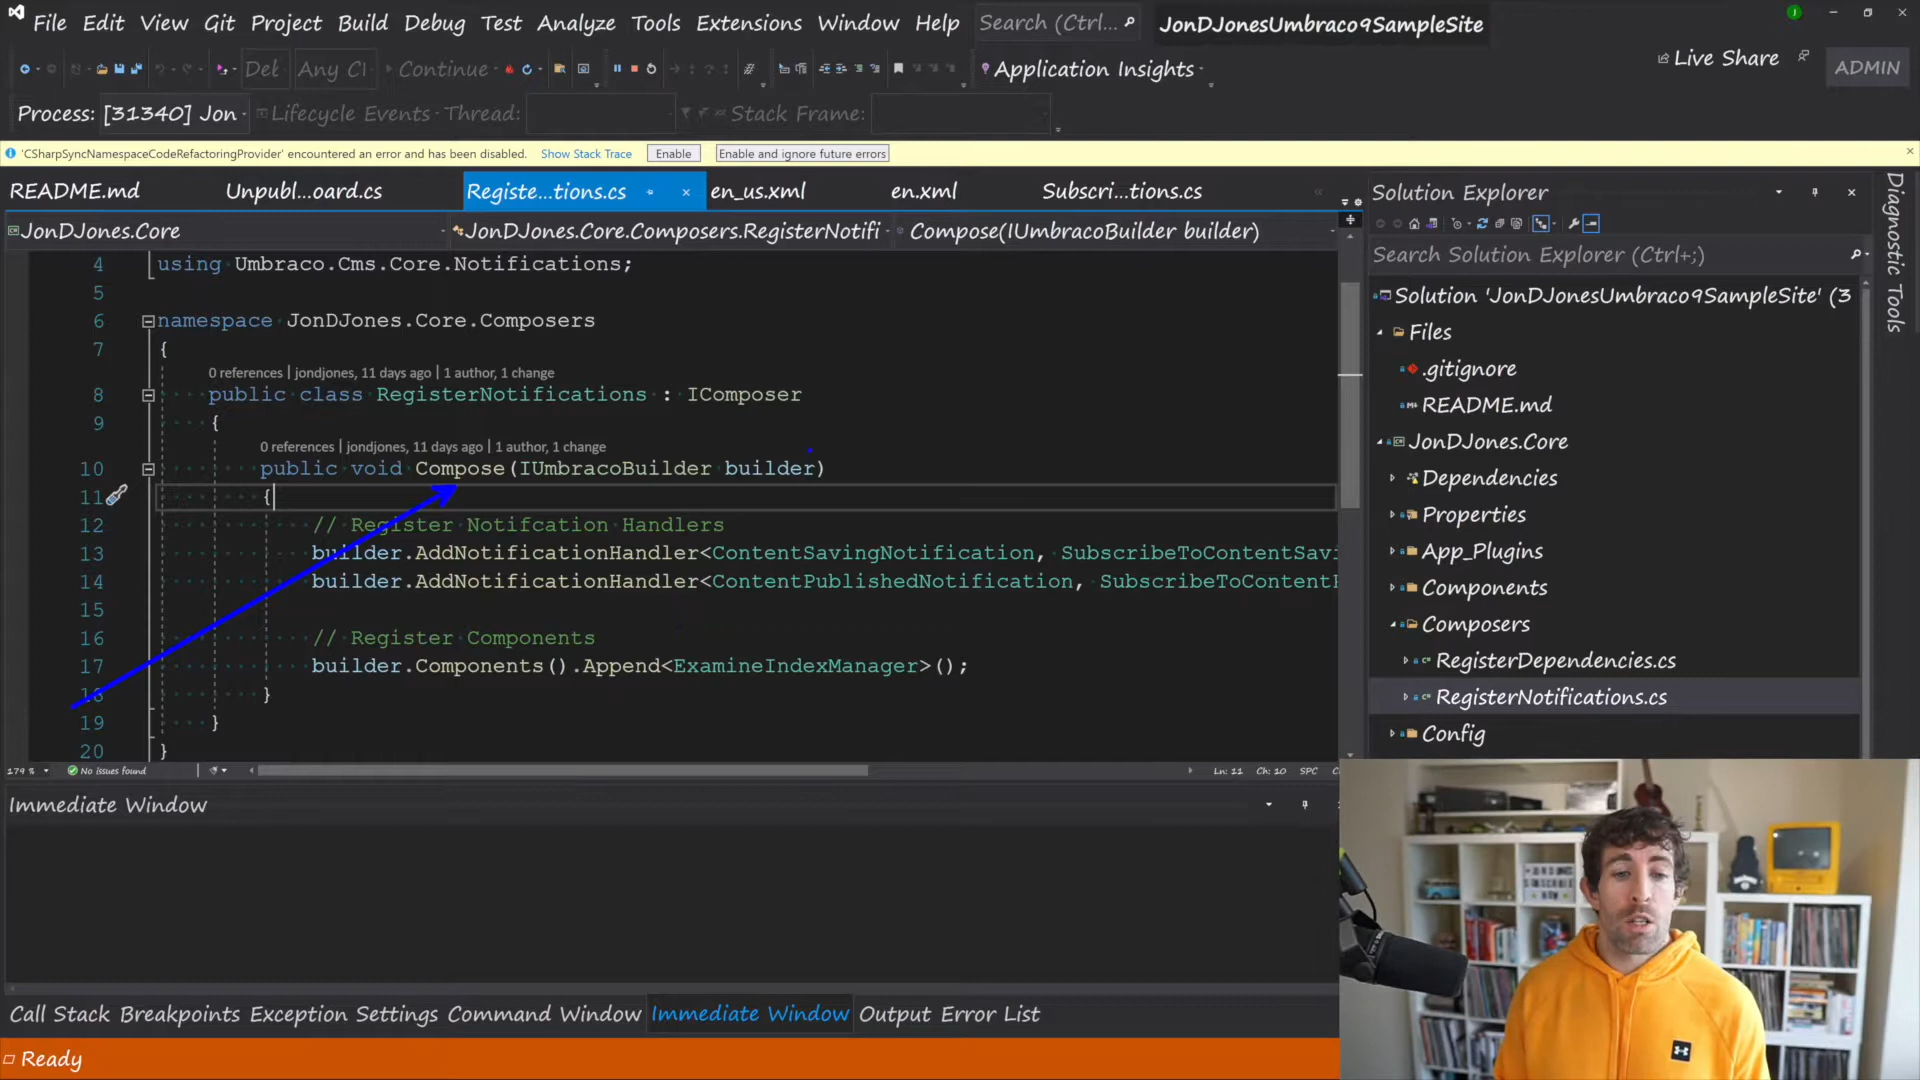 File Edit View Git Project Build Debug Test Analyze Tools Extensions Window Help Search (Ctrl... JonDJonesUmbraco9SampleSite
Del Any CI Continue Application Insights Live Share ADMIN
Process: [31340] Jon Lifecycle Events Thread: Stack Frame:
'CSharpSyncNamespaceCodeRefactoringProvider' encountered an error and has been disabled. Show Stack Trace Enable Enable and ignore future errors
README.md Unpubl...oard.cs Registe...tions.cs en_us.xml en.xml Subscri...tions.cs
JonDJones.Core JonDJones.Core.Composers.RegisterNotifi Compose(IUmbracoBuilder builder)
4 using Umbraco.Cms.Core.Notifications;
5
6 namespace JonDJones.Core.Composers
7 {
0 references | jondjones, 11 days ago | 1 author, 1 change
8 public class RegisterNotifications : IComposer
9 {
0 references | jondjones, 11 days ago | 1 author, 1 change
10 public void Compose(IUmbracoBuilder builder)
11 {
12 // Register Notifcation Handlers
13 builder.AddNotificationHandler<ContentSavingNotification, SubscribeToContentSavi
14 builder.AddNotificationHandler<ContentPublishedNotification, SubscribeToContentP
15
16 // Register Components
17 builder.Components().Append<ExamineIndexManager>();
18 }
19 }
20 }
179 % No issues found Ln: 11 Ch: 10 SPC
Immediate Window
Call Stack Breakpoints Exception Settings Command Window Immediate Window Output Error List
Ready
Solution Explorer
Search Solution Explorer (Ctrl+;)
Solution 'JonDJonesUmbraco9SampleSite' (3
Files
.gitignore
README.md
JonDJones.Core
Dependencies
Properties
App_Plugins
Components
Composers
RegisterDependencies.cs
RegisterNotifications.cs
Config
Diagnostic Tools